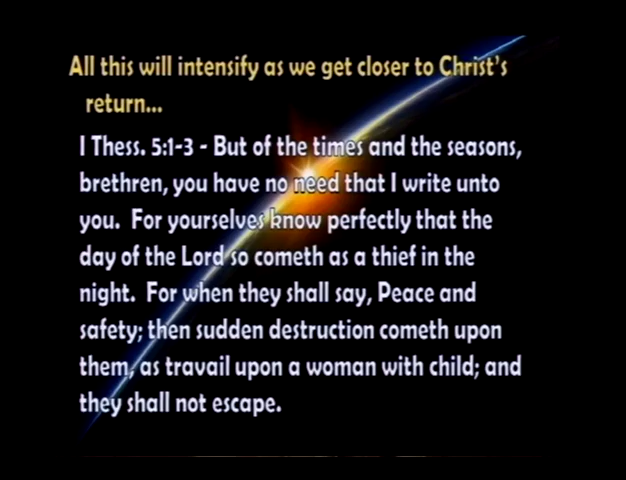 All this will intensify as we get closer to Christ's
return...
I Thess. 5:1-3 - But of the times and the seasons,
brethren, you have no need that I write unto
you. For yourselves know perfectly that the
day of the Lord so cometh as a thief in the
night. For when they shall say, Peace and
safety; then sudden destruction cometh upon
them, as travail upon a woman with child; and
they shall not escape.